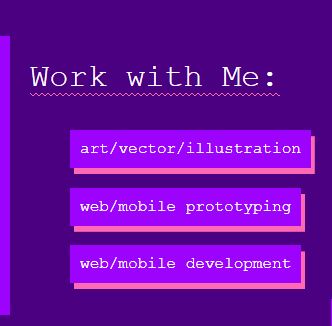 Work with Me:
art/vector/illustration
web/mobile prototyping
web/mobile development